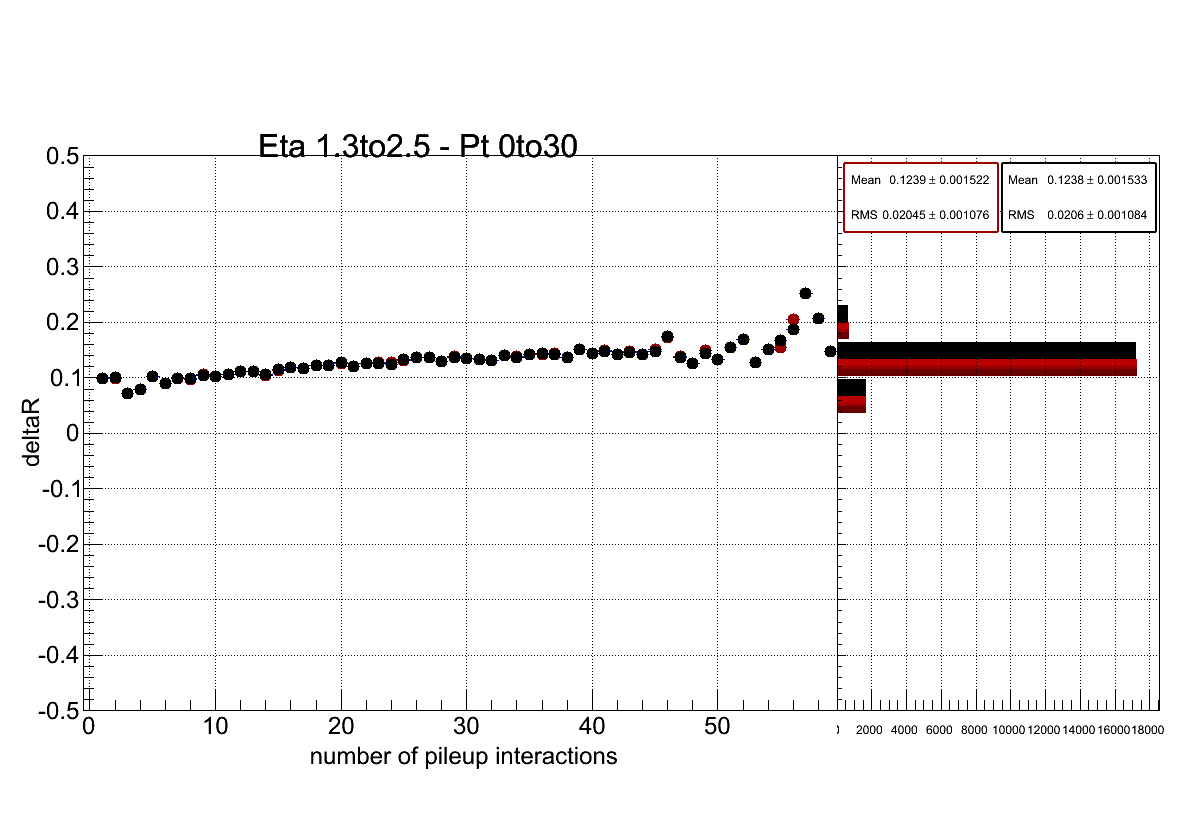 Eta 1.3to2.5 - Pt 0to30
0.5
0.4
0.3
0.2
0.1
0
-0.1
-0.2
-0.3
-0.4
-0.5
deltaR
0 10 20 30 40 50
number of pileup interactions
Mean 0.1239 ± 0.001522
RMS 0.02045 ± 0.001076
Mean 0.1238 ± 0.001533
RMS 0.0206 ± 0.001084
2000 4000 6000 8000 10000 12000 14000 16000 18000